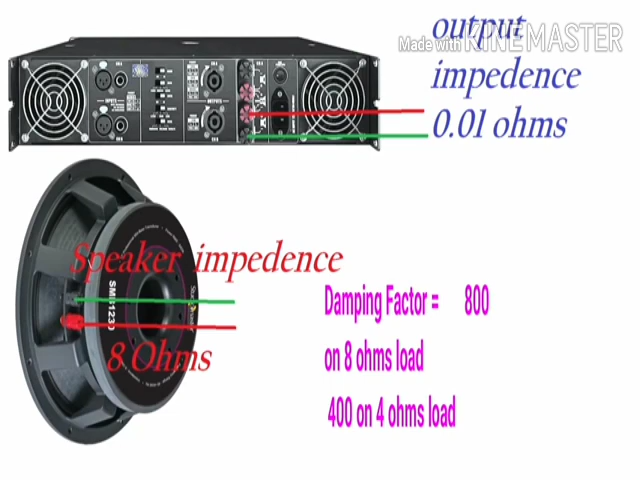 output
Made with KINEMASTER
impedence
0.01 ohms
Speaker impedence
SMB1230
8 Ohms
Damping Factor = 800
on 8 ohms load
400 on 4 ohms load